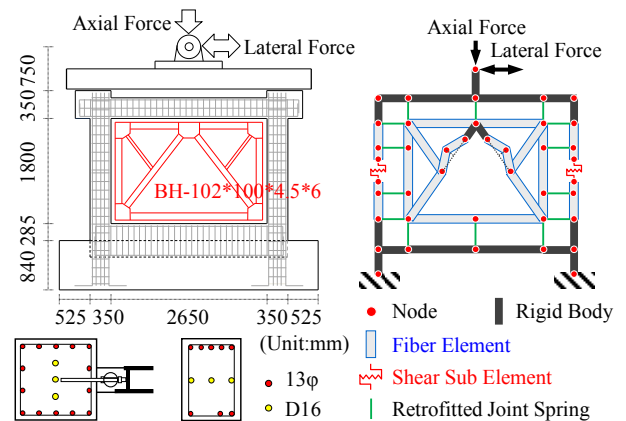 Axial Force
Lateral Force
840 285 1800 350 750
BH-102*100*4.5*6
525 350 2650 350 525
(Unit:mm)
13φ
D16
Axial Force
Lateral Force
Node
Rigid Body
Fiber Element
Shear Sub Element
Retrofitted Joint Spring